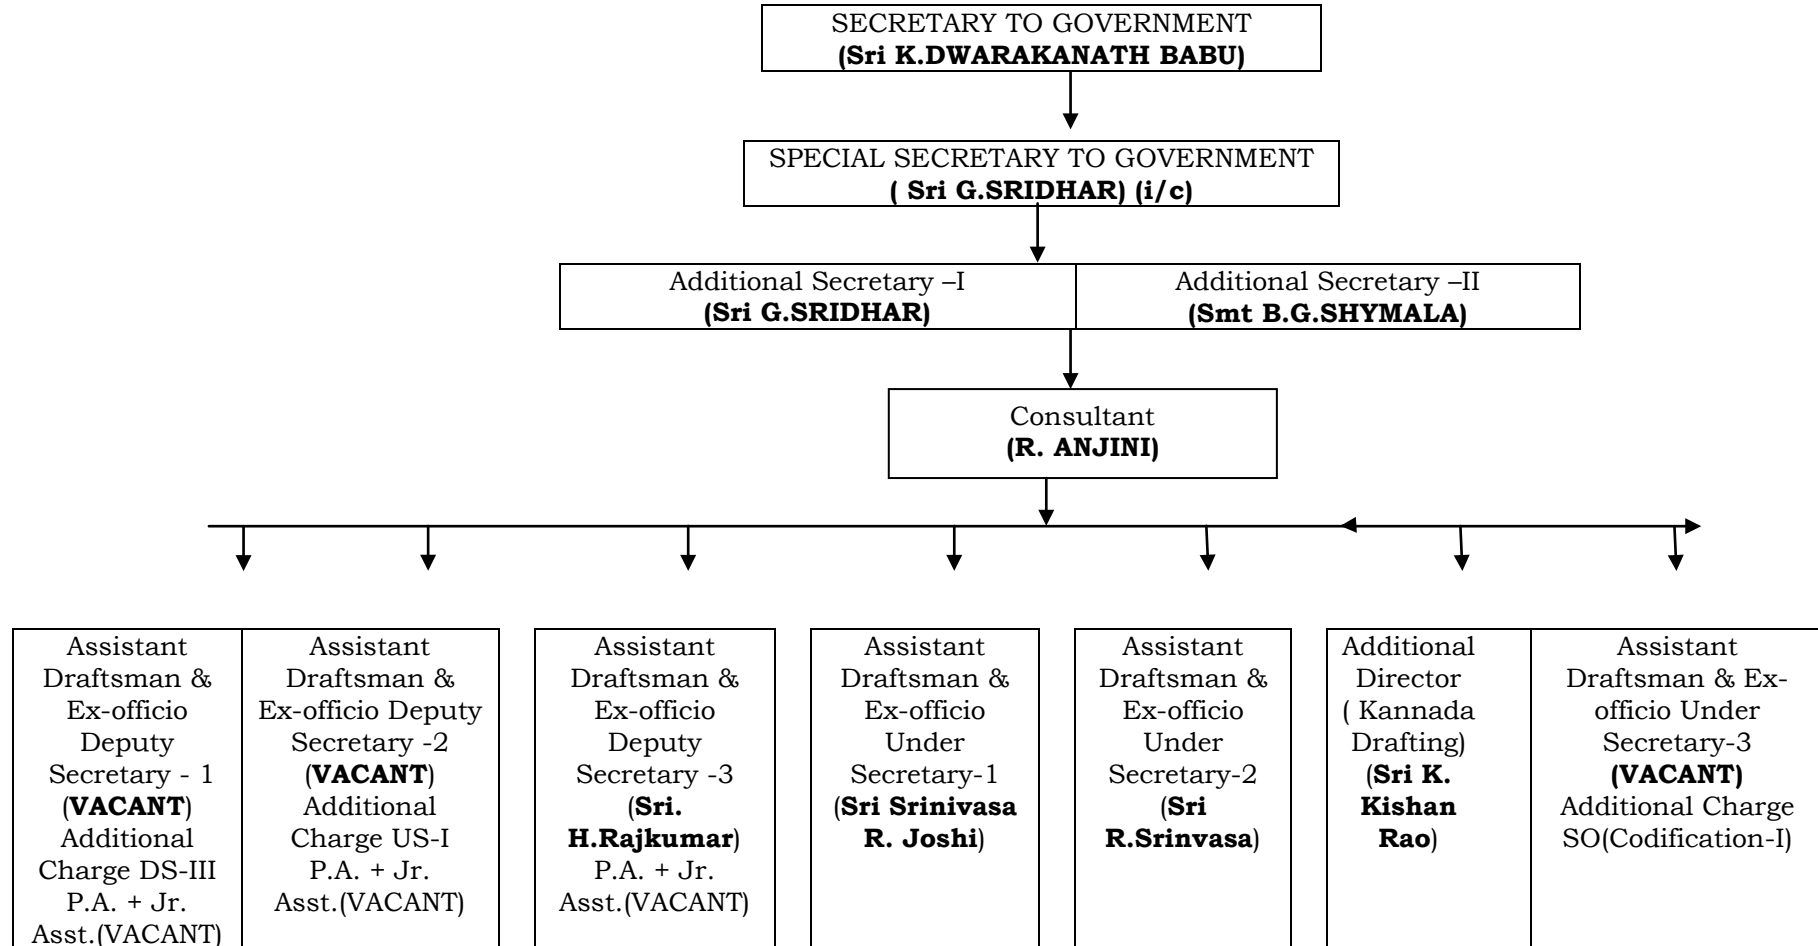 SECRETARY TO GOVERNMENT
(Sri K.DWARAKANATH BABU)
SPECIAL SECRETARY TO GOVERNMENT
( Sri G.SRIDHAR) (i/c)
Additional Secretary –I
(Sri G.SRIDHAR)
Additional Secretary –II
(Smt B.G.SHYMALA)
Consultant
(R. ANJINI)
Assistant
Draftsman &
Ex-officio
Deputy
Secretary - 1
(VACANT)
Additional
Charge DS-III
P.A. + Jr.
Asst.(VACANT)
Assistant
Draftsman &
Ex-officio Deputy
Secretary -2
(VACANT)
Additional
Charge US-I
P.A. + Jr.
Asst.(VACANT)
Assistant
Draftsman &
Ex-officio
Deputy
Secretary -3
(Sri.
H.Rajkumar)
P.A. + Jr.
Asst.(VACANT)
Assistant
Draftsman &
Ex-officio
Under
Secretary-1
(Sri Srinivasa
R. Joshi)
Assistant
Draftsman &
Ex-officio
Under
Secretary-2
(Sri
R.Srinvasa)
Additional
Director
( Kannada
Drafting)
(Sri K.
Kishan
Rao)
Assistant
Draftsman & Ex-
officio Under
Secretary-3
(VACANT)
Additional Charge
SO(Codification-I)